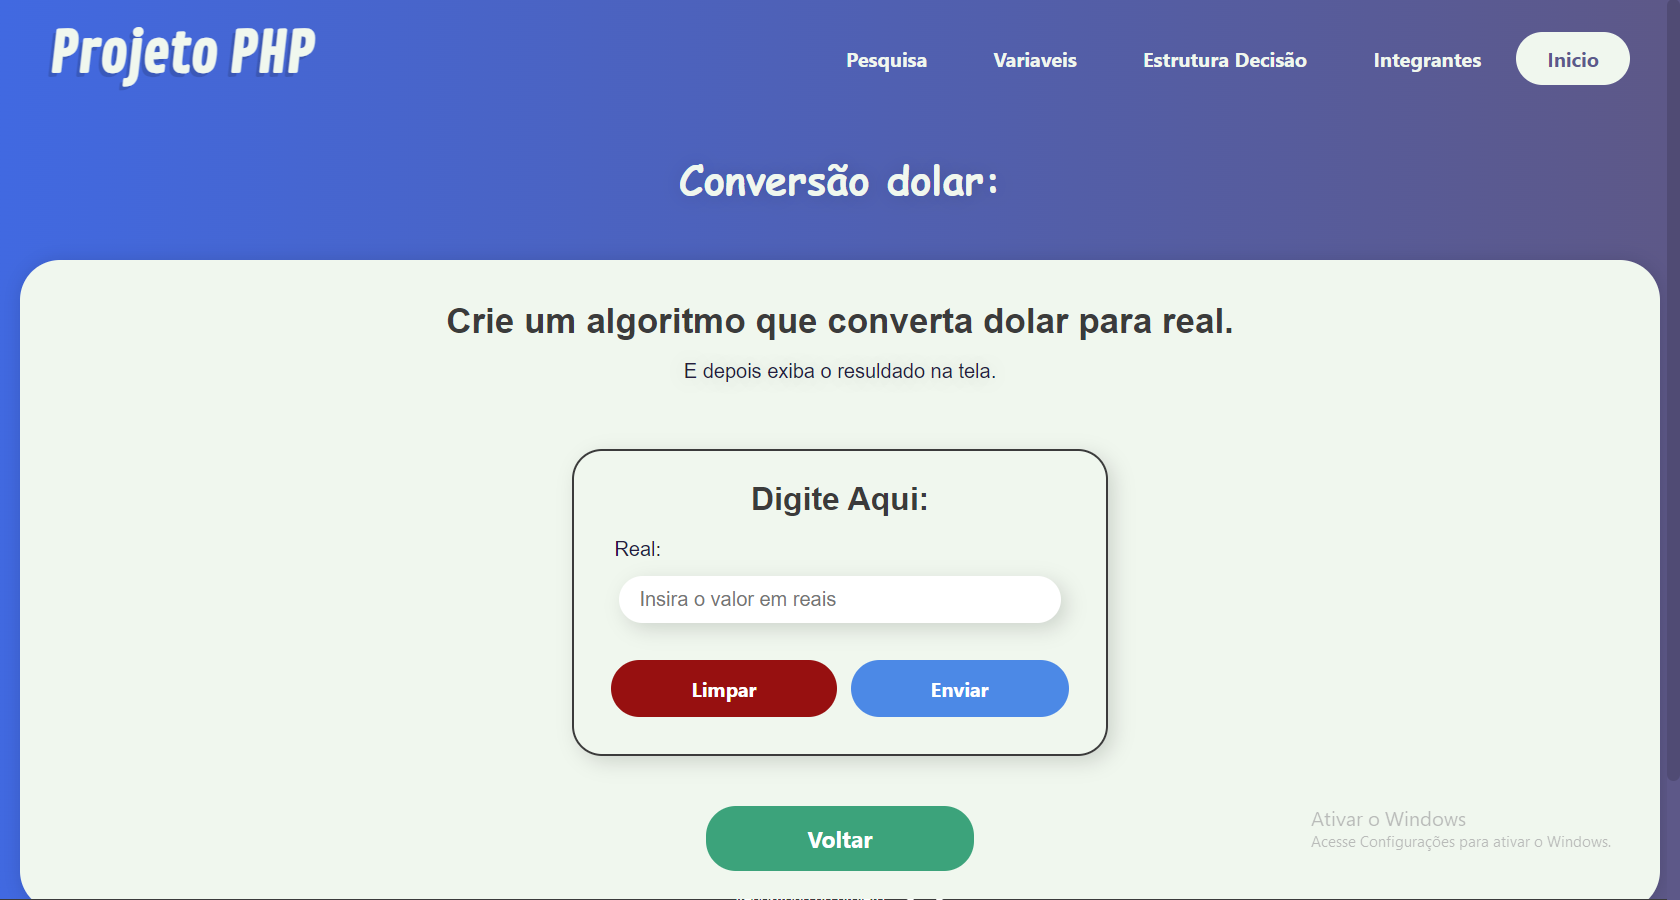 Projeto PHP
Pesquisa Variaveis Estrutura Decisão Integrantes Inicio
Conversão dolar:
Crie um algoritmo que converta dolar para real.
E depois exiba o resuldado na tela.
Digite Aqui:
Real:
Insira o valor em reais
Limpar Enviar
Voltar
Ativar o Windows
Acesse Configurações para ativar o Windows.